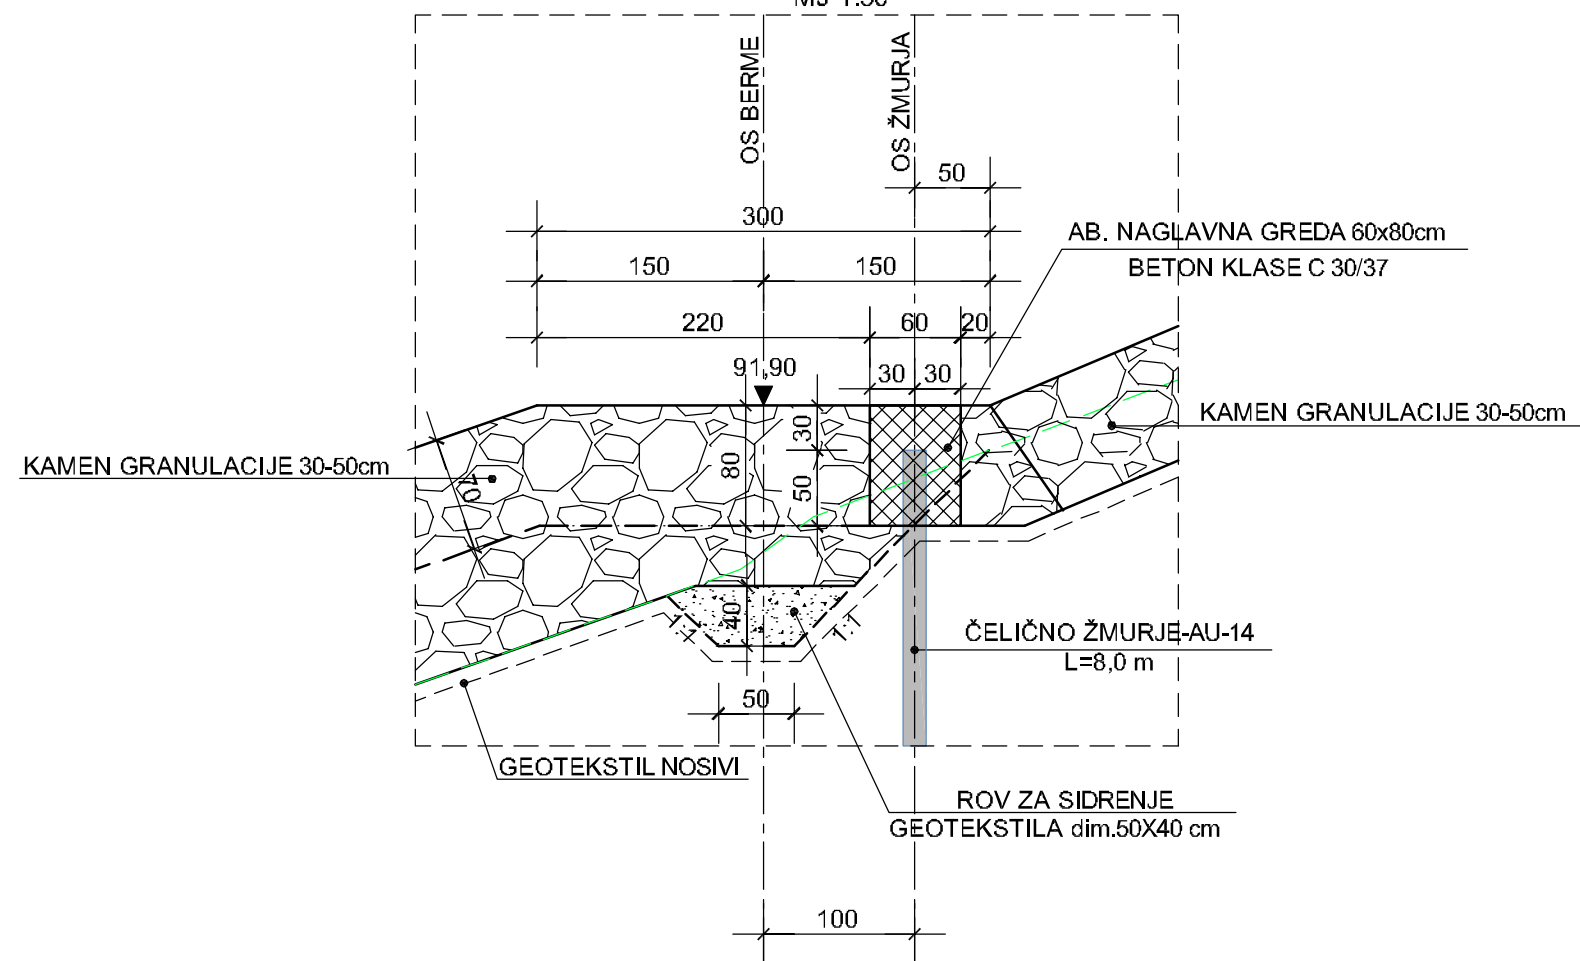 OS BERME
OS ŽMURJA
50
300
AB. NAGLAVNA GREDA 60x80cm
BETON KLASE C 30/37
150
150
220
60
20
91,90
30
30
KAMEN GRANULACIJE 30-50cm
30
80
50
KAMEN GRANULACIJE 30-50cm
70
40
1:1
1:1
ČELIČNO ŽMURJE-AU-14
L=8,0 m
50
GEOTEKSTIL NOSIVI
ROV ZA SIDRENJE
GEOTEKSTILA dim.50X40 cm
100